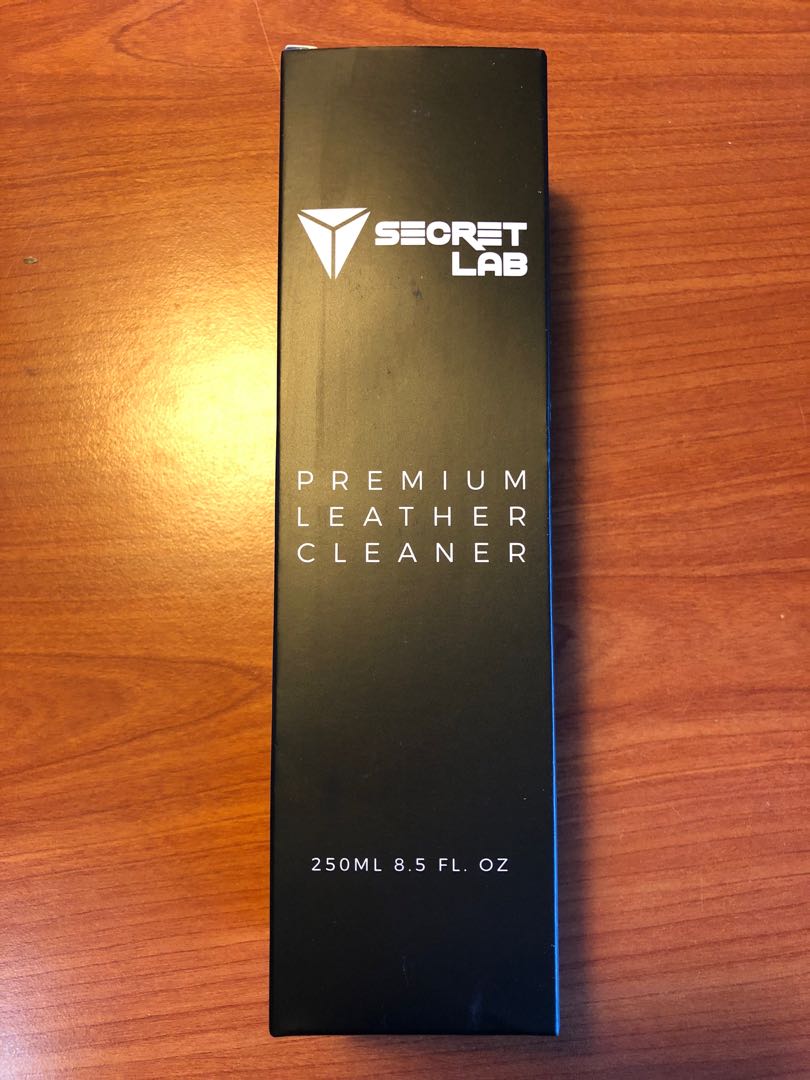 SECRET
LAB
PREMIUM
LEATHER
CLEANER
250ML 8.5 FL. OZ